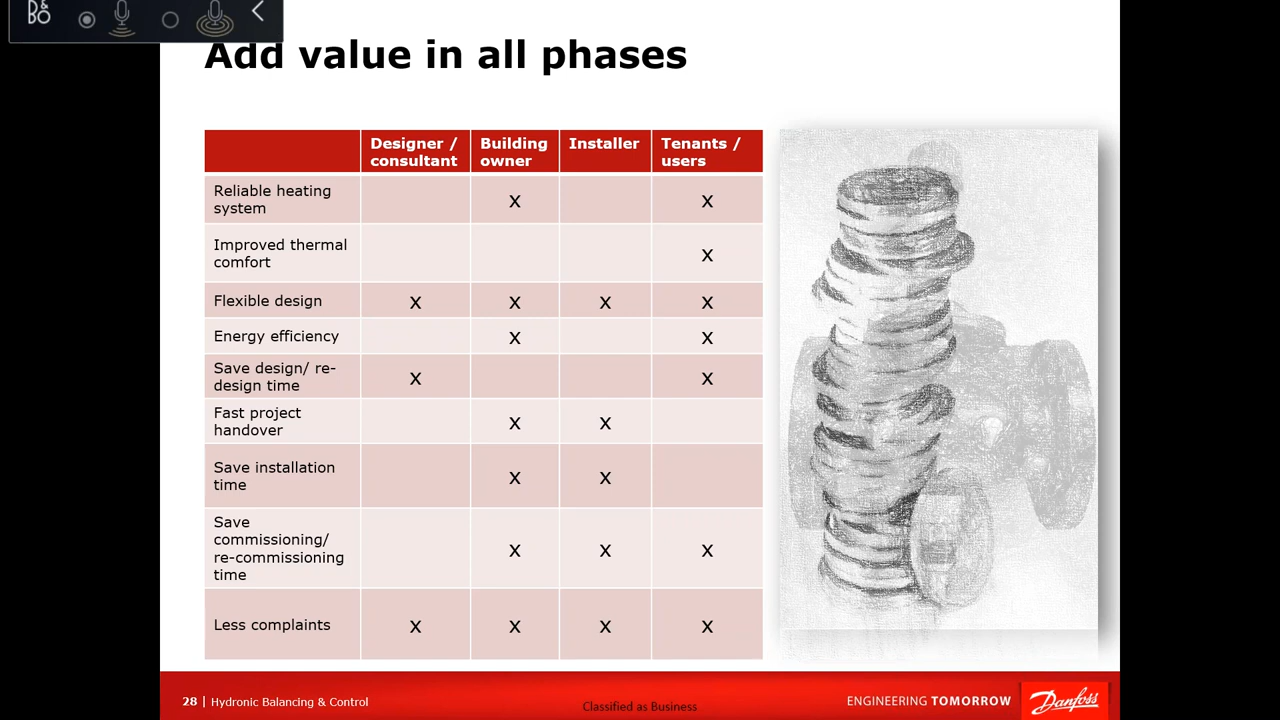 B&O
Add value in all phases
Designer / consultant
Building owner
Installer
Tenants / users
Reliable heating system
x x
Improved thermal comfort
x
Flexible design
x x x x
Energy efficiency
x x
Save design/ re-design time
x x
Fast project handover
x x
Save installation time
x x
Save commissioning/ re-commissioning time
x x x
Less complaints
x x x x
28 | Hydronic Balancing & Control
Classified as Business
ENGINEERING TOMORROW
Danfoss